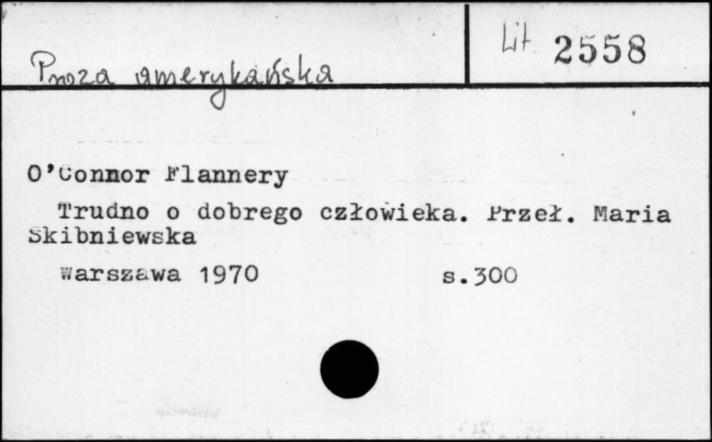 Proza amerykańska
Lit 2558
O'Connor Flannery
Trudno o dobrego człowieka. Przeł. Maria
Skibniewska
Warszawa 1970 s.300